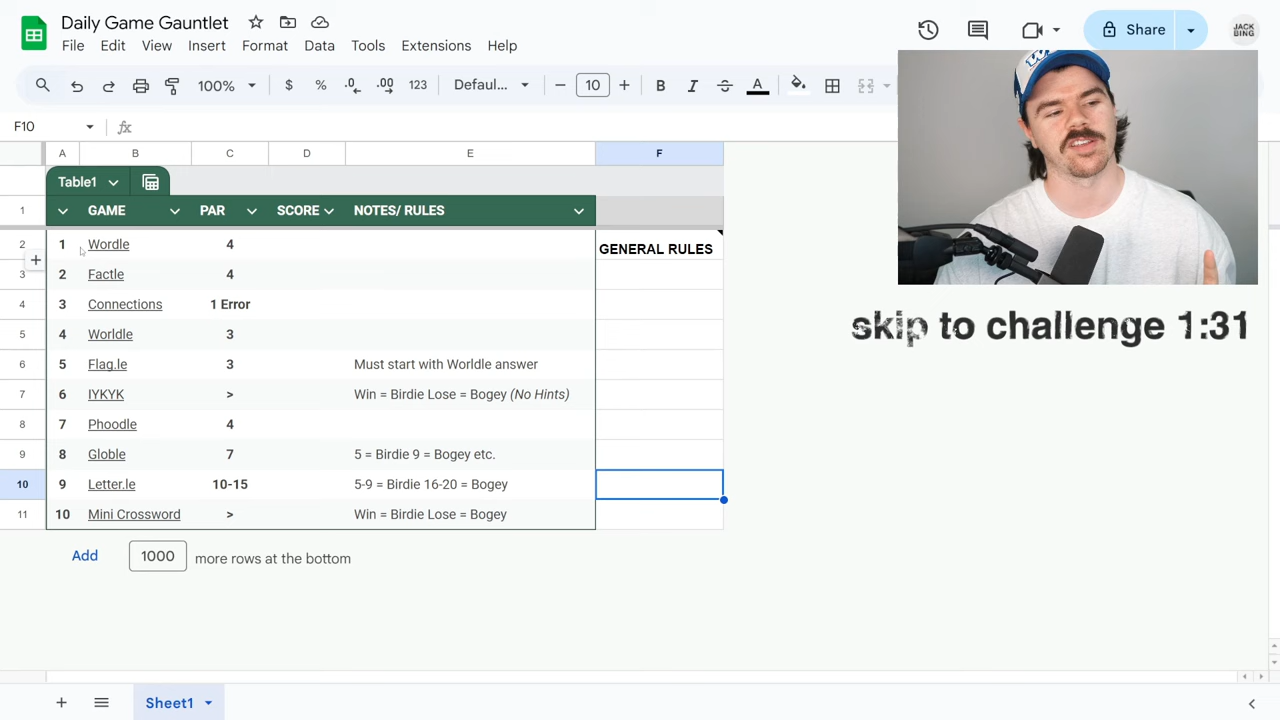 Daily Game Gauntlet
File Edit View Insert Format Data Tools Extensions Help
Share
JACK
BING
100% $ % .0 .00 123 Defaul... 10 B I A
F10 fx
A B C D E F
Table1
1 GAME PAR SCORE NOTES/ RULES
2 1 Wordle 4 GENERAL RULES
3 2 Factle 4
4 3 Connections 1 Error
5 4 Worldle 3
6 5 Flag.le 3 Must start with Worldle answer
7 6 IYKYK > Win = Birdie Lose = Bogey (No Hints)
8 7 Phoodle 4
9 8 Globle 7 5 = Birdie 9 = Bogey etc.
10 9 Letter.le 10-15 5-9 = Birdie 16-20 = Bogey
11 10 Mini Crossword > Win = Birdie Lose = Bogey
skip to challenge 1:31
Add 1000 more rows at the bottom
Sheet1